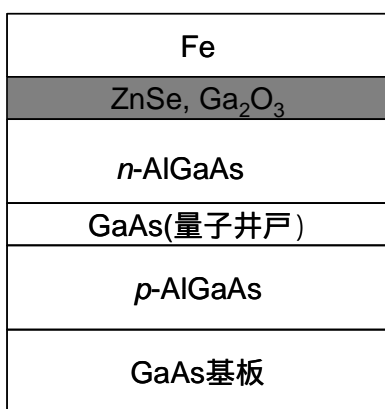 Fe
ZnSe, Ga₂O₃
n-AlGaAs
GaAs(量子井戸)
p-AlGaAs
GaAs基板